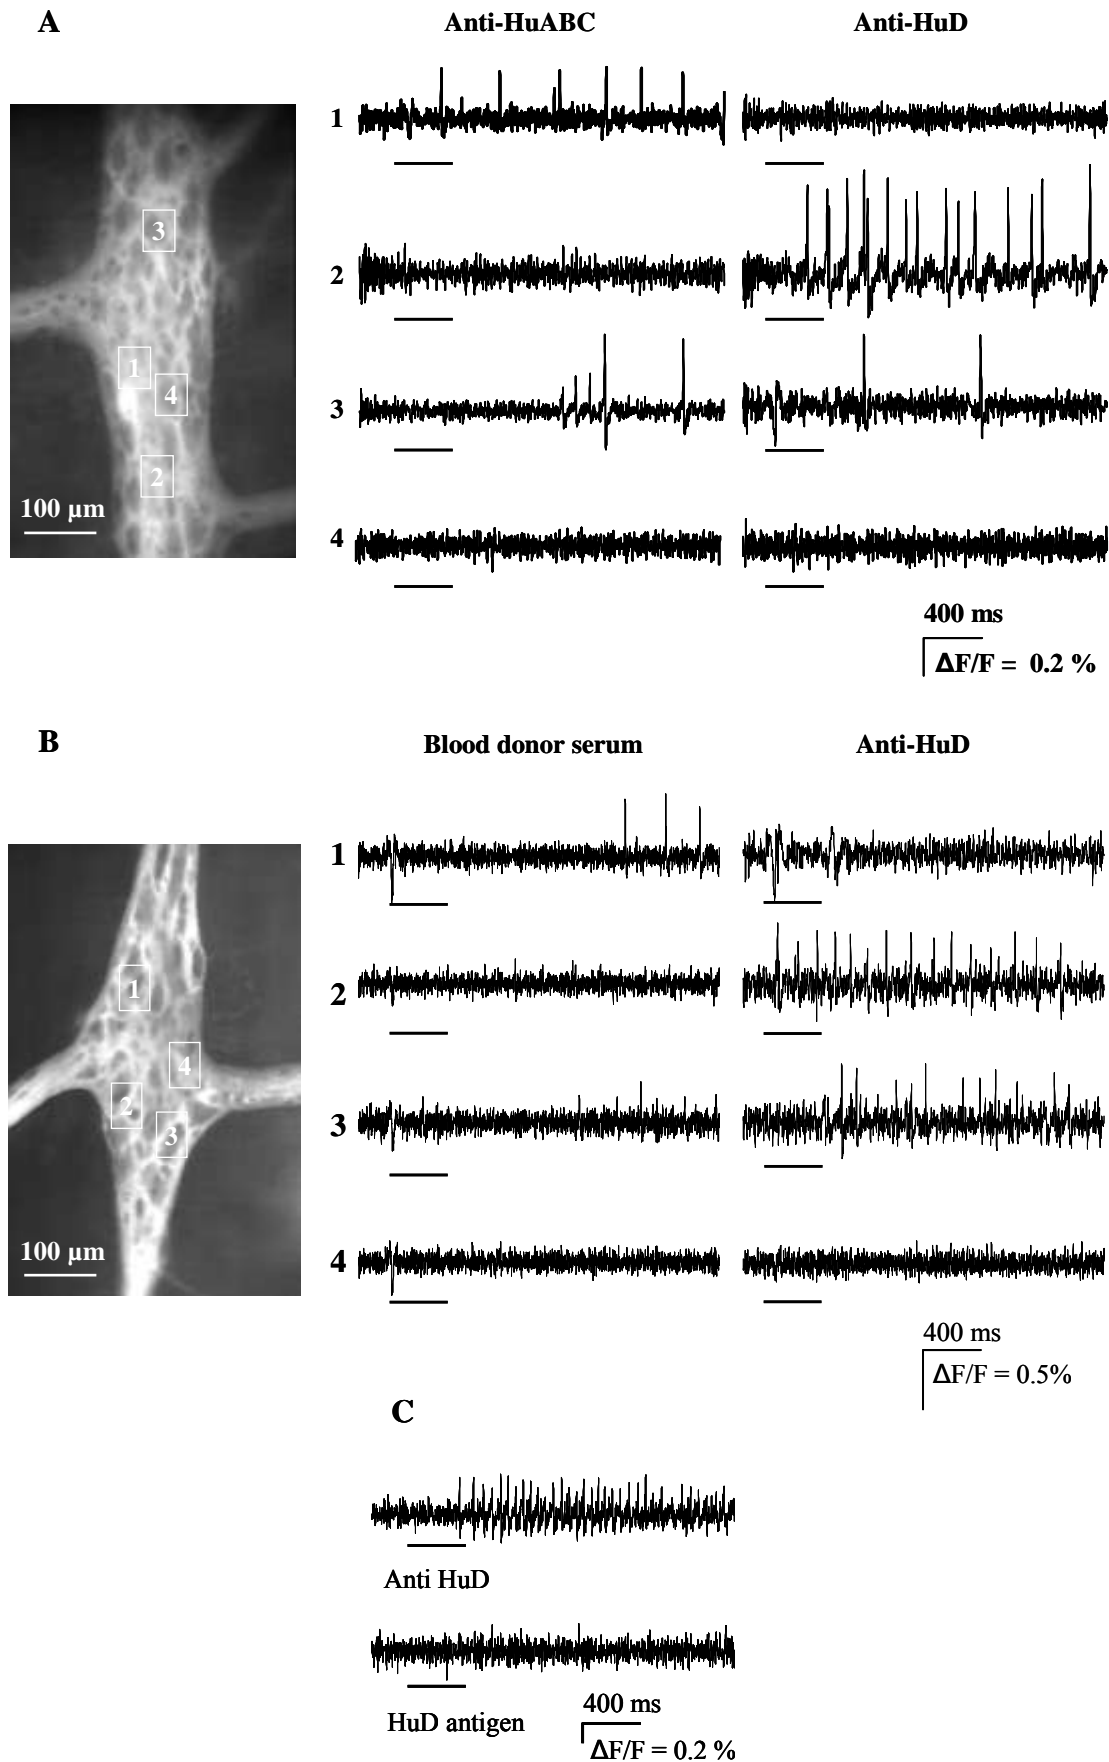 A
Anti-HuABC
Anti-HuD
1
2
3
4
3
1
4
2
100 µm
400 ms
ΔF/F = 0.2 %
B
Blood donor serum
Anti-HuD
1
2
3
4
1
4
2
3
100 µm
400 ms
ΔF/F = 0.5%
C
Anti HuD
HuD antigen
400 ms
ΔF/F = 0.2 %